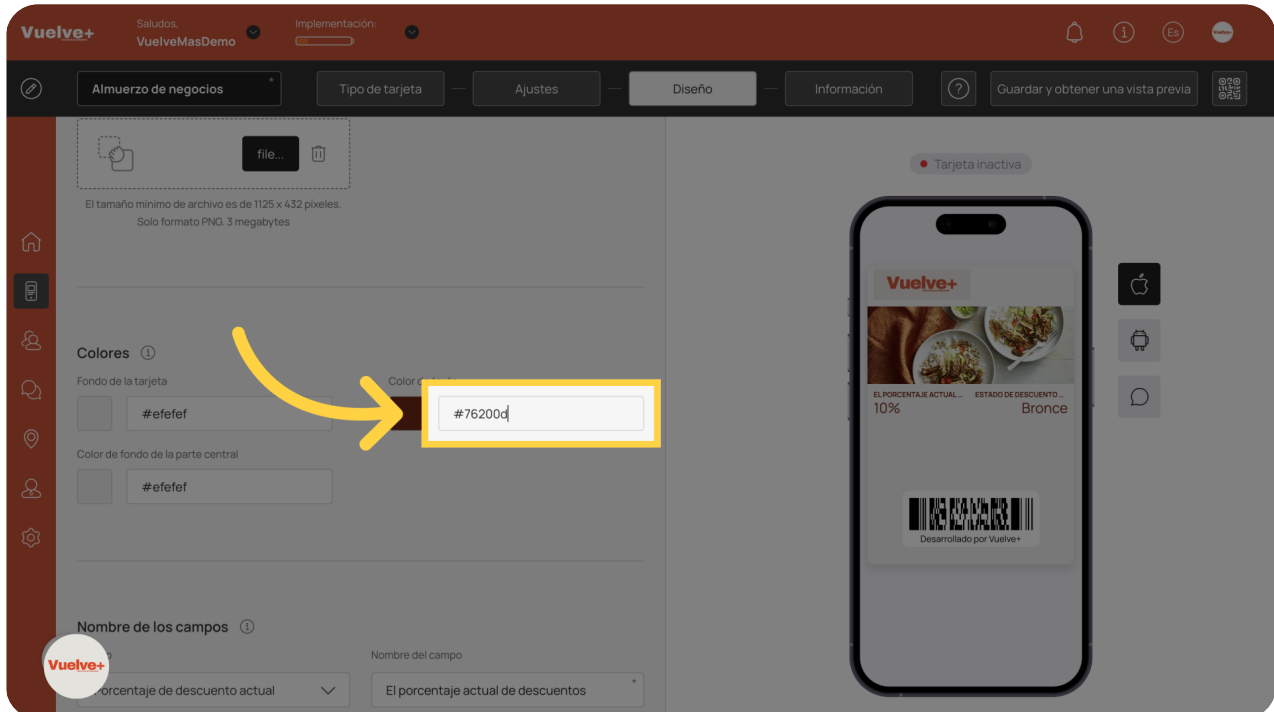 Vuelve+
Saludos,
VuelveMasDemo
Implementación:
Es
Almuerzo de negocios *
Tipo de tarjeta
Ajustes
Diseño
Información
?
Guardar y obtener una vista previa
file...
El tamaño mínimo de archivo es de 1125 x 432 píxeles.
Solo formato PNG. 3 megabytes
Colores
Fondo de la tarjeta
#efefef
#76200d
Color de fondo de la parte central
#efefef
Nombre de los campos
Nombre del campo
orcentaje de descuento actual
El porcentaje actual de descuentos *
Vuelve+
Tarjeta inactiva
Vuelve+
EL PORCENTAJE ACTUAL ...
ESTADO DE DESCUENTO ...
10%
Bronce
Desarrollado por Vuelve+